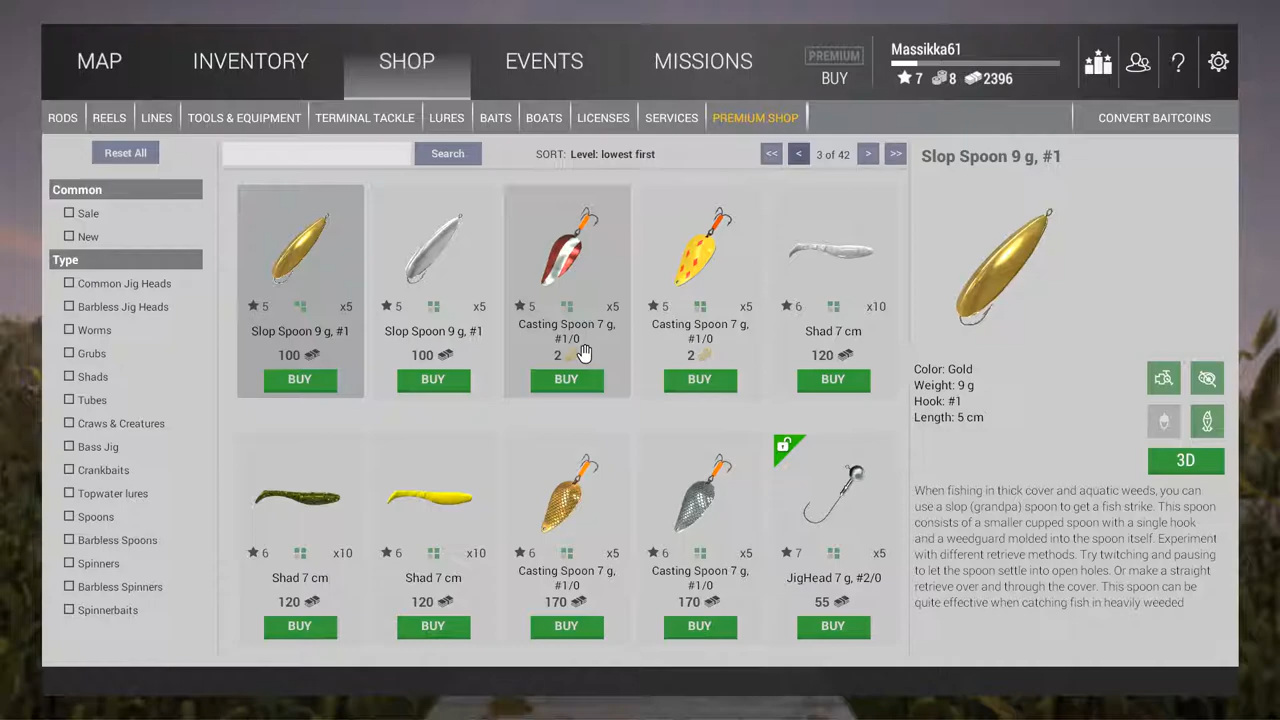 MAP INVENTORY SHOP EVENTS MISSIONS PREMIUM BUY Massikka61
7 8 2396
RODS REELS LINES TOOLS & EQUIPMENT TERMINAL TACKLE LURES BAITS BOATS LICENSES SERVICES PREMIUM SHOP CONVERT BAITCOINS
Reset All
Search SORT: Level: lowest first << < 3 of 42 > >>
Common
Sale
New
Type
Common Jig Heads
Barbless Jig Heads
Worms
Grubs
Shads
Tubes
Craws & Creatures
Bass Jig
Crankbaits
Topwater lures
Spoons
Barbless Spoons
Spinners
Barbless Spinners
Spinnerbaits
5 x5
Slop Spoon 9 g, #1
100
BUY
5 x5
Slop Spoon 9 g, #1
100
BUY
5 x5
Casting Spoon 7 g,
#1/0
2
BUY
5 x5
Casting Spoon 7 g,
#1/0
2
BUY
6 x10
Shad 7 cm
120
BUY
6 x10
Shad 7 cm
120
BUY
6 x10
Shad 7 cm
120
BUY
6 x5
Casting Spoon 7 g,
#1/0
170
BUY
6 x5
Casting Spoon 7 g,
#1/0
170
BUY
7 x5
JigHead 7 g, #2/0
55
BUY
Slop Spoon 9 g, #1
Color: Gold
Weight: 9 g
Hook: #1
Length: 5 cm
3D
When fishing in thick cover and aquatic weeds, you can
use a slop (grandpa) spoon to get a fish strike. This spoon
consists of a smaller cupped spoon with a single hook
and a weedguard molded into the spoon itself. Experiment
with different retrieve methods. Try twitching and pausing
to let the spoon settle into open holes. Or make a straight
retrieve over and through the cover. This spoon can be
quite effective when catching fish in heavily weeded